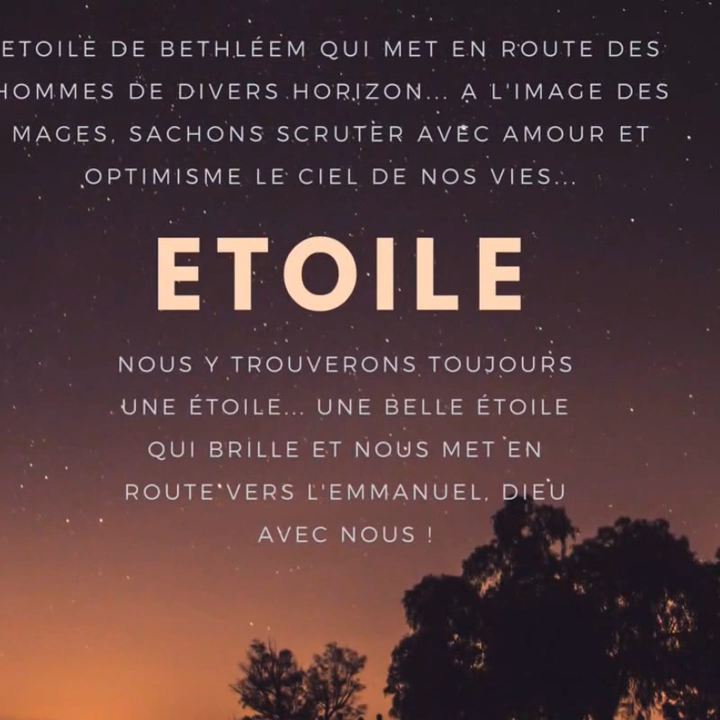 ETOILE DE BETHLÉEM QUI MET EN ROUTE DES
HOMMES DE DIVERS HORIZON... A L'IMAGE DES
MAGES, SACHONS SCRUTER AVEC AMOUR ET
OPTIMISME LE CIEL DE NOS VIES...
ETOILE
NOUS Y TROUVERONS TOUJOURS
UNE ÉTOILE... UNE BELLE ÉTOILE
QUI BRILLE ET NOUS MET EN
ROUTE VERS L'EMMANUEL, DIEU
AVEC NOUS !